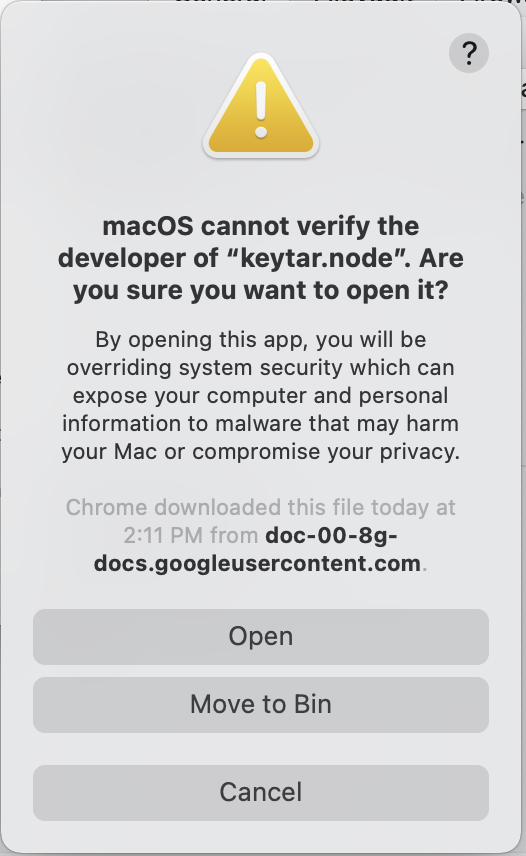 ?
macOS cannot verify the
developer of “keytar.node”. Are
you sure you want to open it?
By opening this app, you will be
overriding system security which can
expose your computer and personal
information to malware that may harm
your Mac or compromise your privacy.
Chrome downloaded this file today at
2:11 PM from doc-00-8g-
docs.googleusercontent.com.
Open
Move to Bin
Cancel